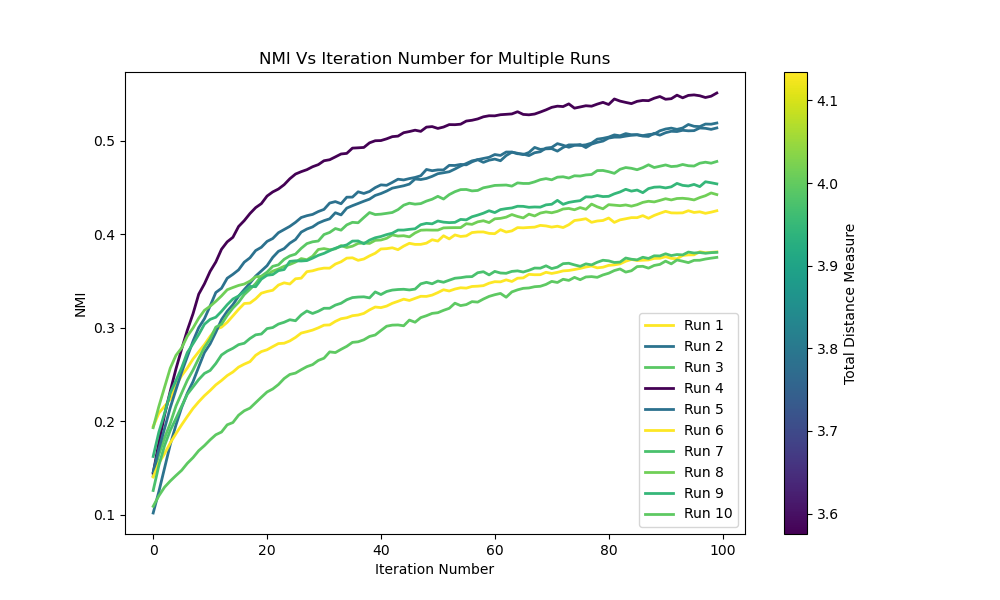 NMI Vs Iteration Number for Multiple Runs
NMI
0.5
0.4
0.3
0.2
0.1
0 20 40 60 80 100
Iteration Number
Run 1
Run 2
Run 3
Run 4
Run 5
Run 6
Run 7
Run 8
Run 9
Run 10
4.1
4.0
3.9
3.8
3.7
3.6
Total Distance Measure